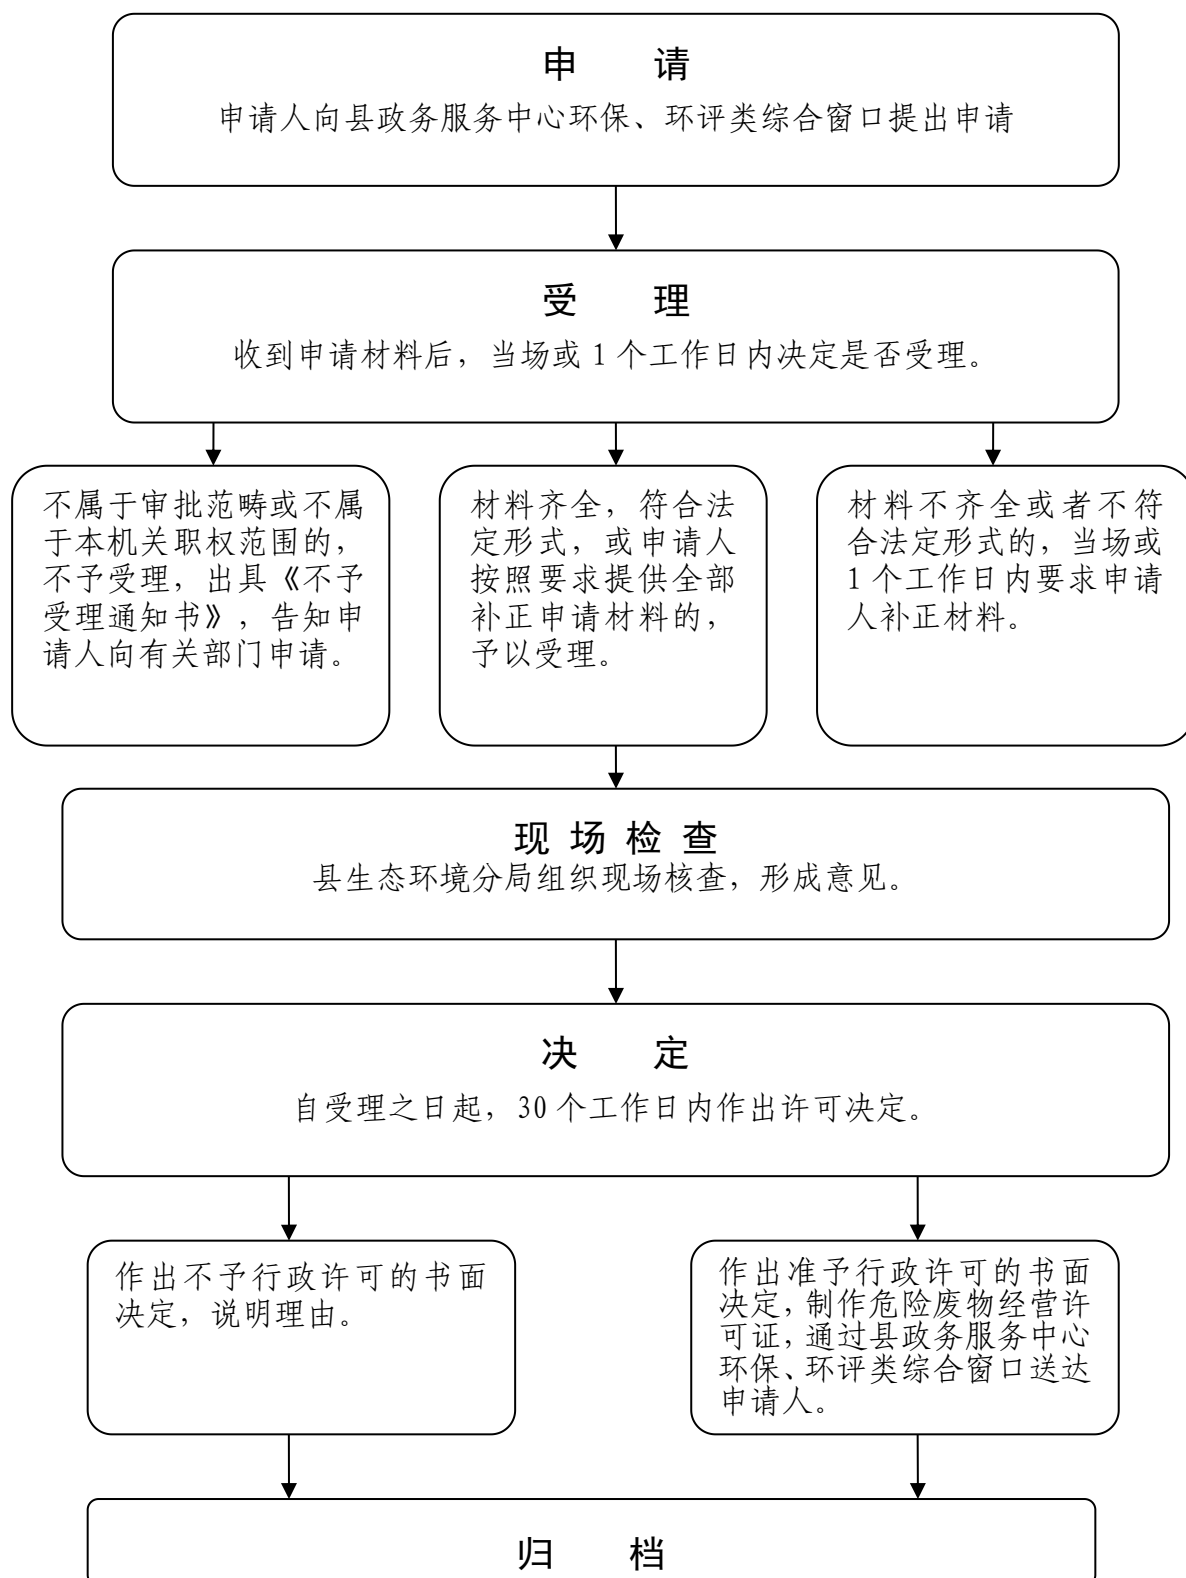 申 请
申请人向县政务服务中心环保、环评类综合窗口提出申请
受 理
收到申请材料后，当场或 1 个工作日内决定是否受理。
不属于审批范畴或不属
于本机关职权范围的，
不予受理，出具《不予
受理通知书》，告知申
请人向有关部门申请。
材料齐全，符合法
定形式，或申请人
按照要求提供全部
补正申请材料的，
予以受理。
材料不齐全或者不符
合法定形式的，当场或
1 个工作日内要求申请
人补正材料。
现 场 检 查
县生态环境分局组织现场核查，形成意见。
决 定
自受理之日起，30 个工作日内作出许可决定。
作出不予行政许可的书面
决定，说明理由。
作出准予行政许可的书面
决定，制作危险废物经营许
可证，通过县政务服务中心
环保、环评类综合窗口送达
申请人。
归 档